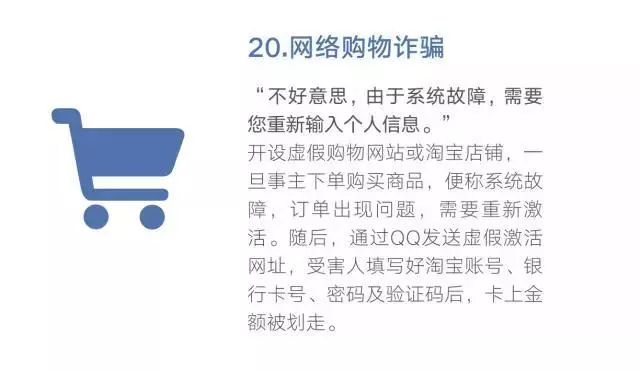 20.网络购物诈骗
“不好意思，由于系统故障，需要
您重新输入个人信息。”
开设虚假购物网站或淘宝店铺，一
旦事主下单购买商品，便称系统故
障，订单出现问题，需要重新激
活。随后，通过QQ发送虚假激活
网址，受害人填写好淘宝账号、银
行卡号、密码及验证码后，卡上金
额被划走。